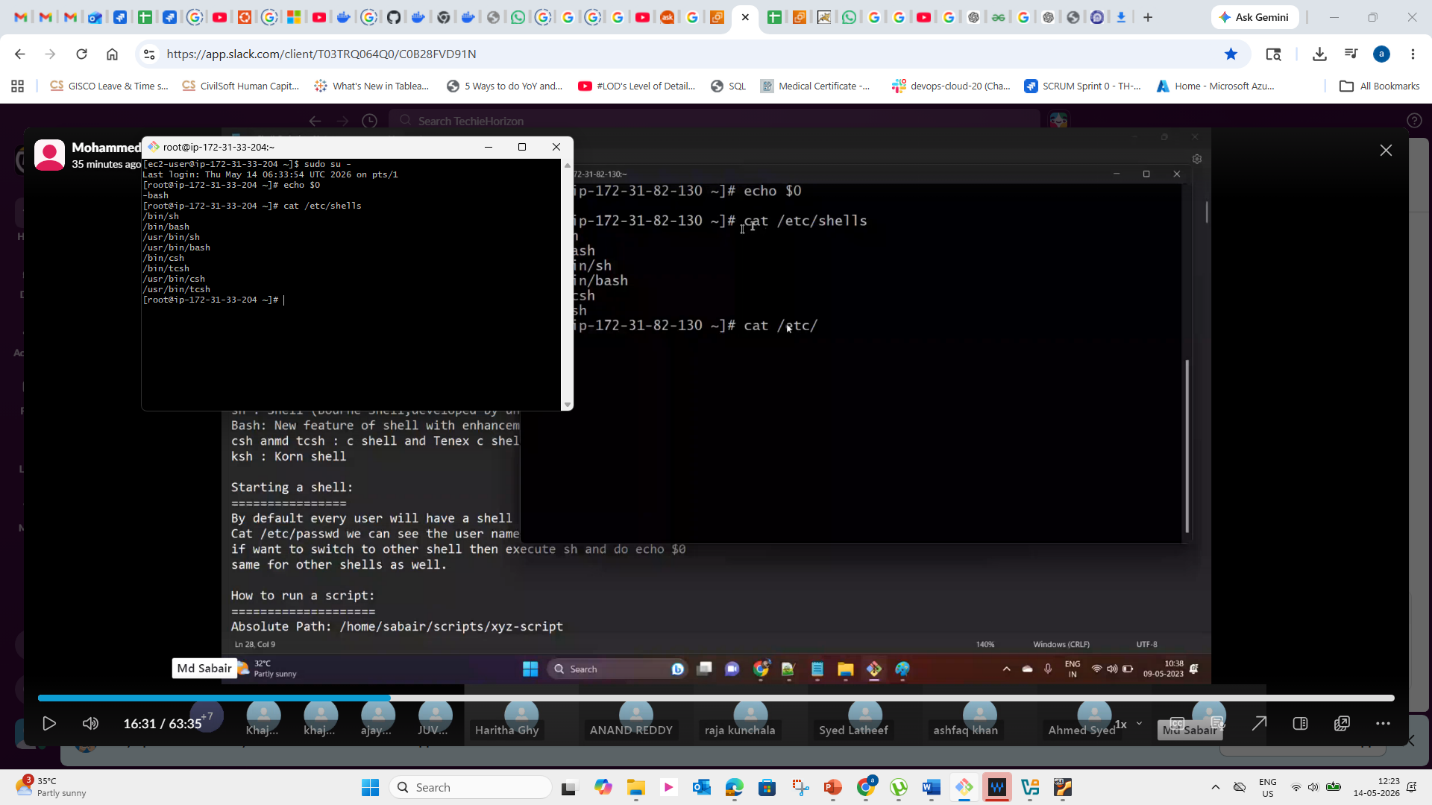 Ask Gemini
https://app.slack.com/client/T03TRQ064Q0/C0B28FVD91N
GISCO Leave & Time s...
CivilSoft Human Capit...
What's New in Tablea...
5 Ways to do YoY and...
#LOD's Level of Detail...
SQL
Medical Certificate -...
devops-cloud-20 (Cha...
SCRUM Sprint 0 - TH-...
Home - Microsoft Azu...
All Bookmarks
Search TechieHorizon
Mohammed
35 minutes ago
root@ip-172-31-33-204:~
[ec2-user@ip-172-31-33-204 ~]$ sudo su -
Last login: Thu May 14 06:33:54 UTC 2026 on pts/1
[root@ip-172-31-33-204 ~]# echo $0
-bash
[root@ip-172-31-33-204 ~]# cat /etc/shells
/bin/sh
/bin/bash
/usr/bin/sh
/usr/bin/bash
/bin/csh
/bin/tcsh
/usr/bin/csh
/usr/bin/tcsh
[root@ip-172-31-33-204 ~]#
72-31-82-130:~
ip-172-31-82-130 ~]# echo $0
ip-172-31-82-130 ~]# cat /etc/shells
h
ash
in/sh
in/bash
csh
sh
ip-172-31-82-130 ~]# cat /etc/
Bash: New feature of shell with enhancem
csh anmd tcsh : c shell and Tenex c shel
ksh : Korn shell
Starting a shell:
================
By default every user will have a shell
Cat /etc/passwd we can see the user name
if want to switch to other shell then execute sh and do echo $0
same for other shells as well.
How to run a script:
====================
Absolute Path: /home/sabair/scripts/xyz-script
Ln 28, Col 9
140%
Windows (CRLF)
UTF-8
Md Sabair
32°C
Partly sunny
Search
ENG
IN
10:38
09-05-2023
16:31 / 63:35
+7
Khaj...
khaj...
ajay...
JUV...
Haritha Ghy
ANAND REDDY
raja kunchala
Syed Latheef
ashfaq khan
Ahmed Syed
1x
Md Sabair
3
35°C
Partly sunny
Search
ENG
US
12:23
14-05-2026